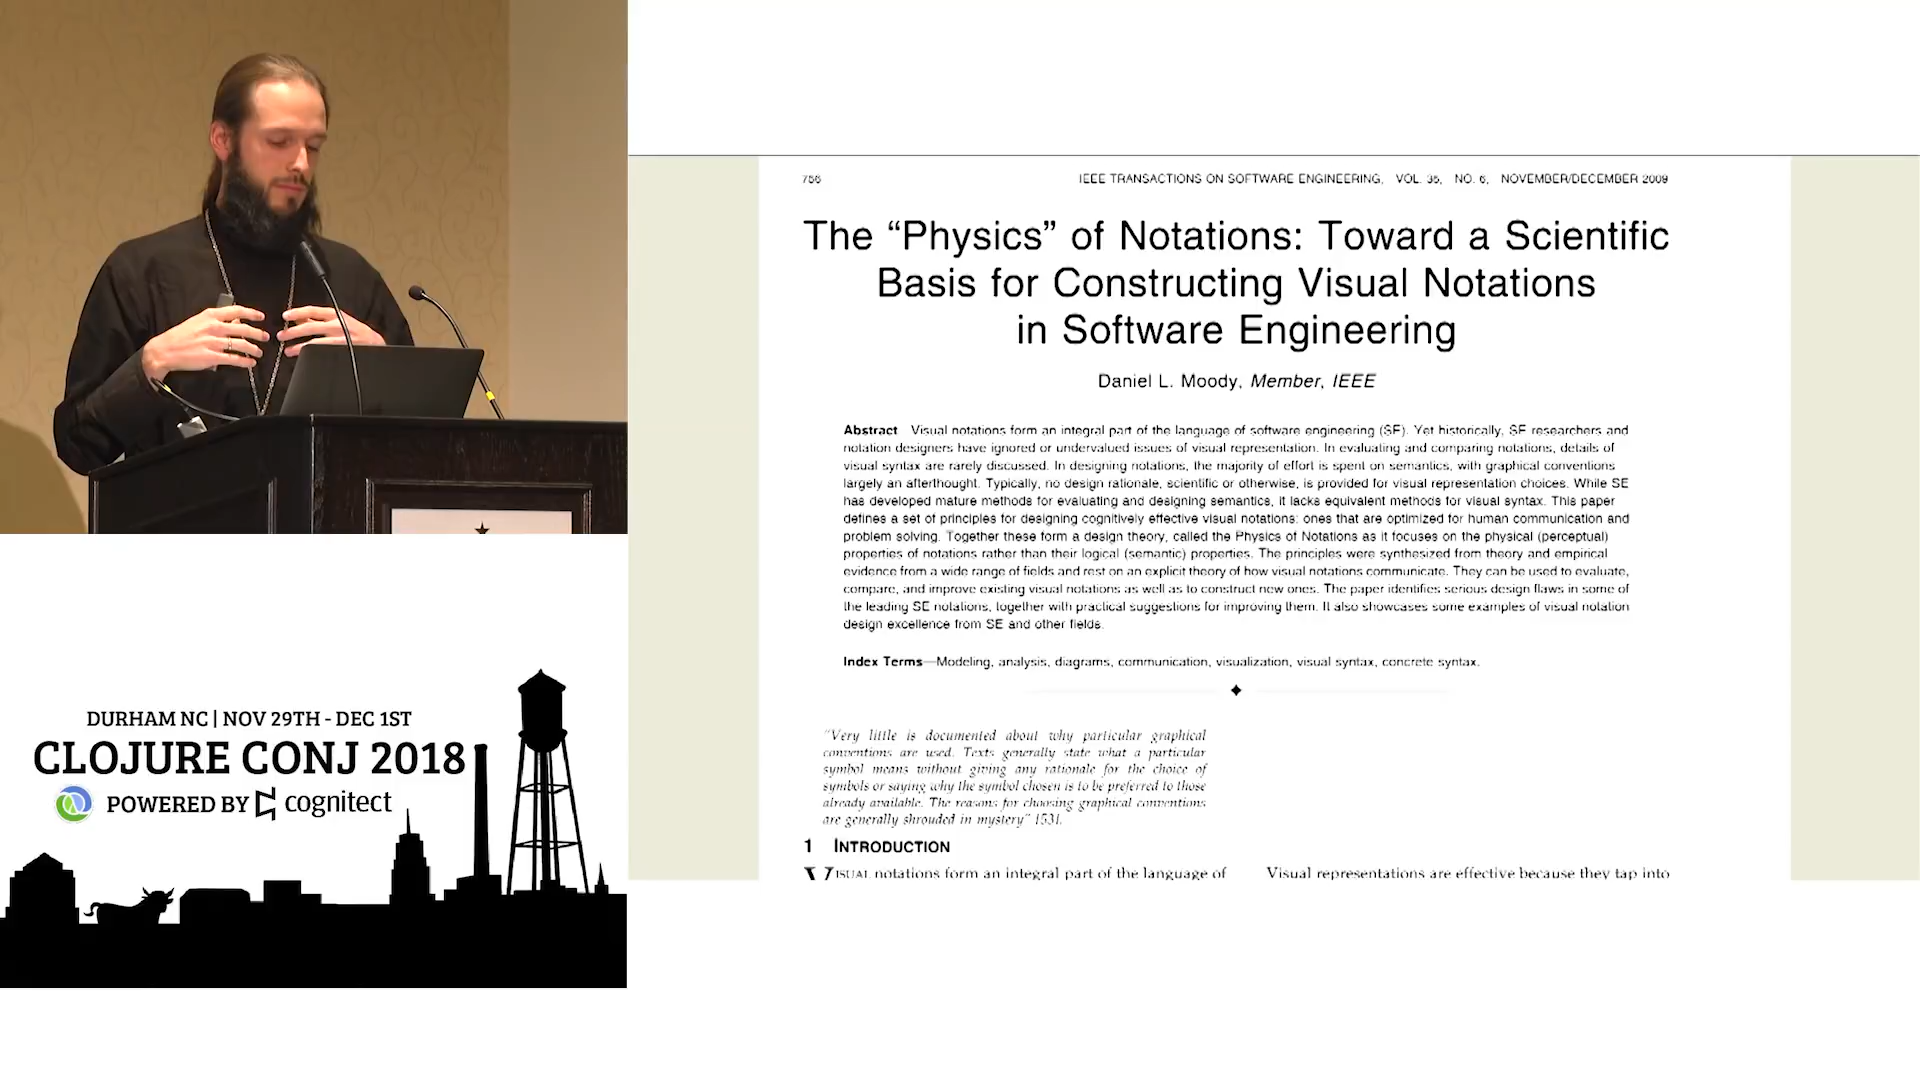 756 IEEE TRANSACTIONS ON SOFTWARE ENGINEERING, VOL. 35, NO. 6, NOVEMBER/DECEMBER 2009
The “Physics” of Notations: Toward a Scientific
Basis for Constructing Visual Notations
in Software Engineering
Daniel L. Moody, Member, IEEE
Abstract Visual notations form an integral part of the language of software engineering (SE). Yet historically, SE researchers and
notation designers have ignored or undervalued issues of visual representation. In evaluating and comparing notations, details of
visual syntax are rarely discussed. In designing notations, the majority of effort is spent on semantics, with graphical conventions
largely an afterthought. Typically, no design rationale, scientific or otherwise, is provided for visual representation choices. While SE
has developed mature methods for evaluating and designing semantics, it lacks equivalent methods for visual syntax. This paper
defines a set of principles for designing cognitively effective visual notations: ones that are optimized for human communication and
problem solving. Together these form a design theory, called the Physics of Notations as it focuses on the physical (perceptual)
properties of notations rather than their logical (semantic) properties. The principles were synthesized from theory and empirical
evidence from a wide range of fields and rest on an explicit theory of how visual notations communicate. They can be used to evaluate,
compare, and improve existing visual notations as well as to construct new ones. The paper identifies serious design flaws in some of
the leading SE notations, together with practical suggestions for improving them. It also showcases some examples of visual notation
design excellence from SE and other fields.
Index Terms—Modeling, analysis, diagrams, communication, visualization, visual syntax, concrete syntax.
"Very little is documented about why particular graphical
conventions are used. Texts generally state what a particular
symbol means without giving any rationale for the choice of
symbols or saying why the symbol chosen is to be preferred to those
already available. The reasons for choosing graphical conventions
are generally shrouded in mystery" [53].
1 INTRODUCTION
VISUAL notations form an integral part of the language of
Visual representations are effective because they tap into
DURHAM NC | NOV 29TH - DEC 1ST
CLOJURE CONJ 2018
POWERED BY cognitect